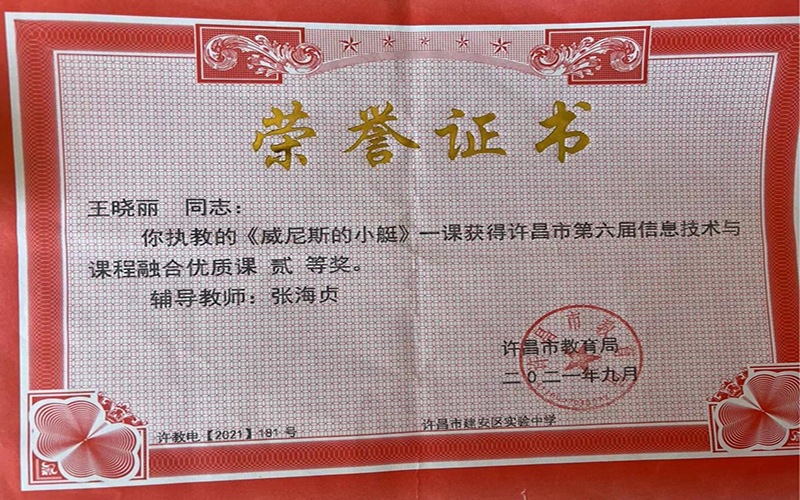 荣誉证书
王晓丽 同志：
你执教的《威尼斯的小艇》一课获得许昌市第六届信息技术与
课程融合优质课 贰 等奖。
辅导教师：张海贞
许昌市教育局
二〇二一年九月
许教电【2021】181 号
许昌市建安区实验中学